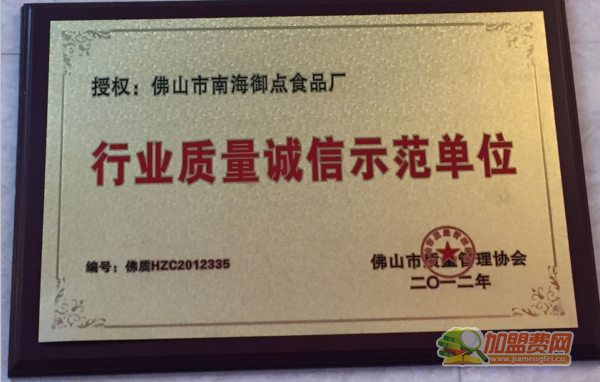 授权：佛山市南海御点食品厂
行业质量诚信示范单位
编号：佛质HZC2012335
佛山市质量管理协会
二〇一二年
加盟费网
www.jiamengfei.cn